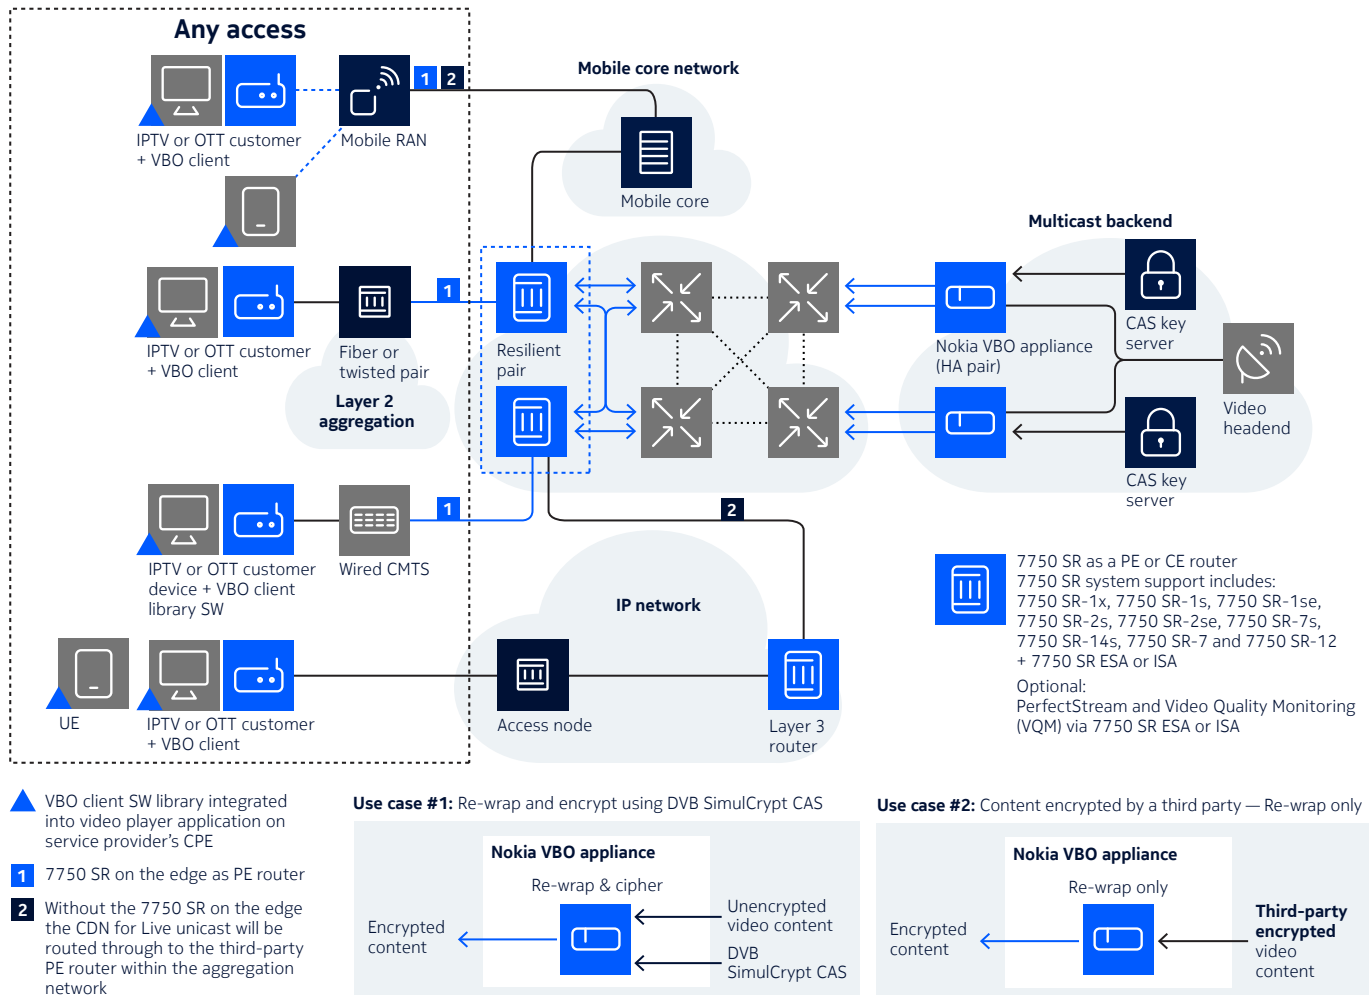 Any access
IPTV or OTT customer
+ VBO client
Mobile RAN
1
2
Mobile core network
Mobile core
IPTV or OTT customer
+ VBO client
Fiber or
twisted pair
Layer 2
aggregation
1
Resilient
pair
Multicast backend
Nokia VBO appliance
(HA pair)
CAS key
server
CAS key
server
Video
headend
IPTV or OTT customer
device + VBO client
library SW
Wired CMTS
1
2
IP network
UE
IPTV or OTT customer
+ VBO client
Access node
Layer 3
router
7750 SR as a PE or CE router
7750 SR system support includes:
7750 SR-1x, 7750 SR-1s, 7750 SR-1se,
7750 SR-2s, 7750 SR-2se, 7750 SR-7s,
7750 SR-14s, 7750 SR-7 and 7750 SR-12
+ 7750 SR ESA or ISA
Optional:
PerfectStream and Video Quality Monitoring
(VQM) via 7750 SR ESA or ISA
VBO client SW library integrated
into video player application on
service provider's CPE
1
7750 SR on the edge as PE router
2
Without the 7750 SR on the edge
the CDN for Live unicast will be
routed through to the third-party
PE router within the aggregation
network
Use case #1: Re-wrap and encrypt using DVB SimulCrypt CAS
Nokia VBO appliance
Re-wrap & cipher
Encrypted
content
Unencrypted
video content
DVB
SimulCrypt CAS
Use case #2: Content encrypted by a third party — Re-wrap only
Nokia VBO appliance
Re-wrap only
Encrypted
content
Third-party
encrypted
video
content